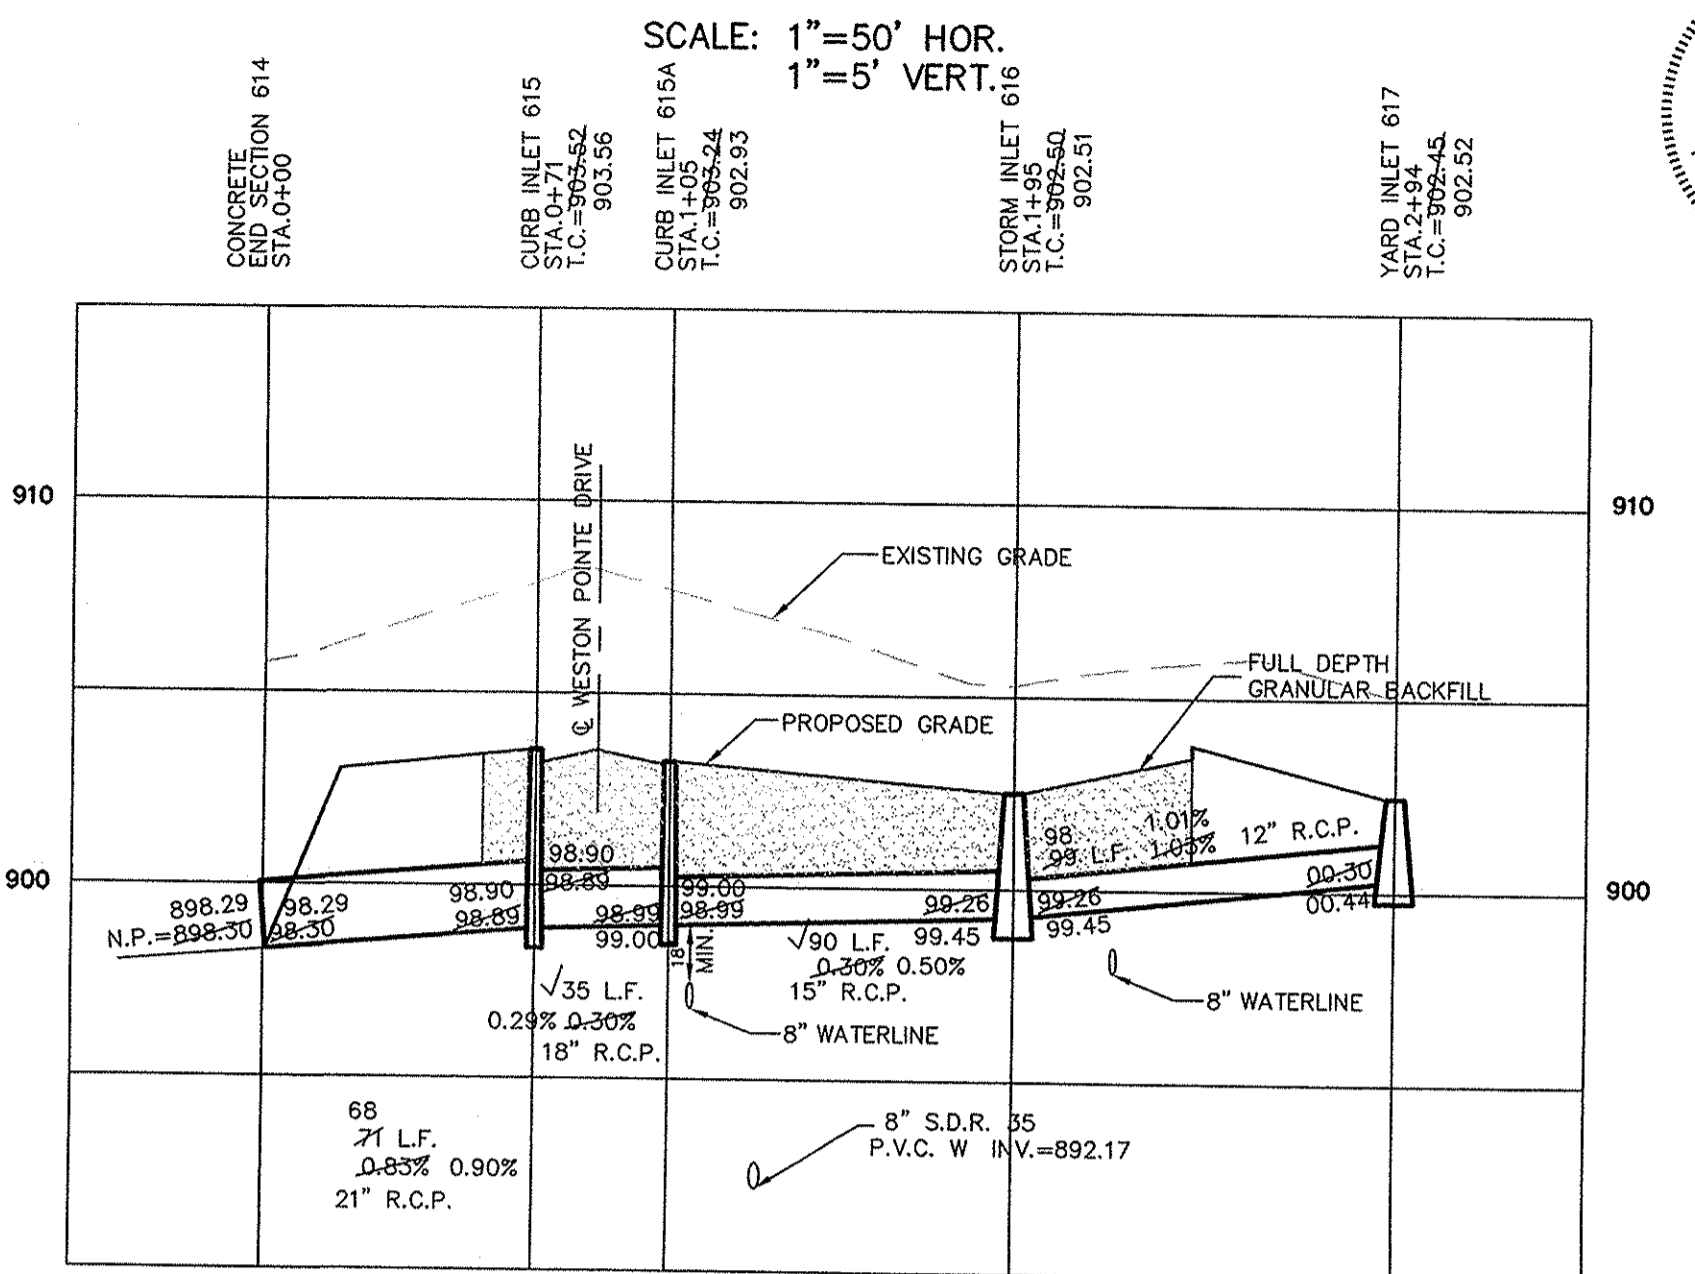 SCALE: 1"=50' HOR.
1"=5' VERT.
CONCRETE
END SECTION 614
STA.0+00
CURB INLET 615
STA.0+71
T.C.=903.52
903.56
CURB INLET 615A
STA.1+05
T.C.=903.24
902.93
STORM INLET 616
STA.1+95
T.C.=902.50
902.51
YARD INLET 617
STA.2+94
T.C.=902.45
902.52
910
910
℄ WESTON POINTE DRIVE
EXISTING GRADE
FULL DEPTH
GRANULAR BACKFILL
PROPOSED GRADE
98 1.01%
99 L.F. 1.03%
12" R.C.P.
900
900
898.29
N.P.=898.30
98.29
98.30
98.90
98.89
98.90
98.89
98.99
99.00
99.00
98.99
99.26
99.45
99.26
99.45
00.30
00.44
18"
MIN.
√90 L.F.
0.30% 0.50%
15" R.C.P.
√35 L.F.
0.29% 0.30%
18" R.C.P.
8" WATERLINE
8" WATERLINE
68
71 L.F.
0.83% 0.90%
21" R.C.P.
8" S.D.R. 35
P.V.C. W INV.=892.17